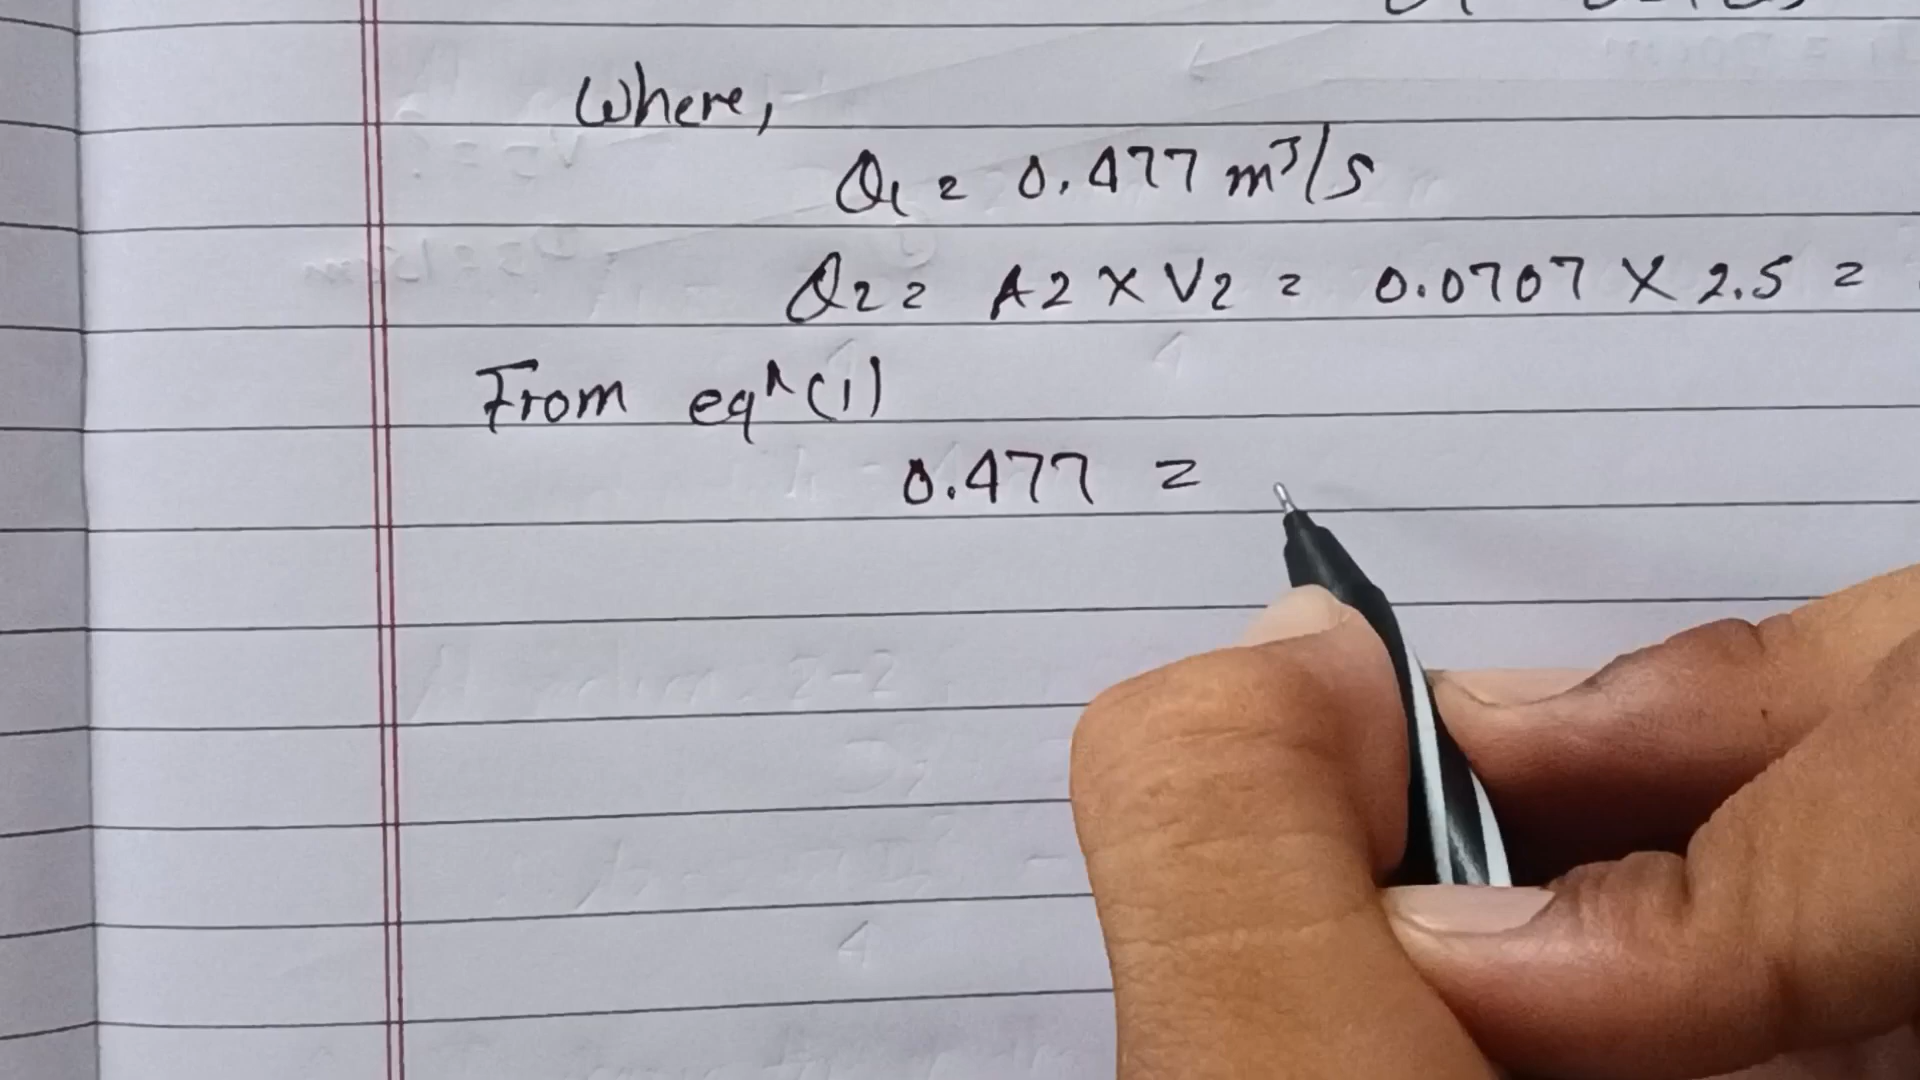 Where,
Q1 = 0.477 m³/s
Q2 = A2 × V2 = 0.0707 × 2.5 =
From eqⁿ(1)
0.477 =